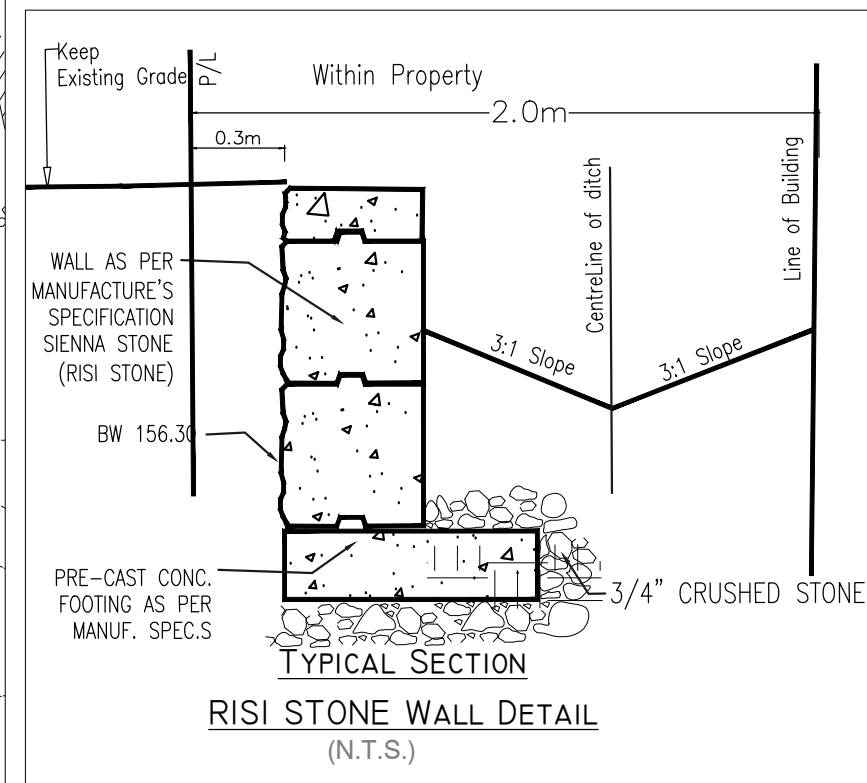 Keep
Existing Grade
P/L
Within Property
2.0m
0.3m
CentreLine of ditch
Line of Building
WALL AS PER
MANUFACTURE'S
SPECIFICATION
SIENNA STONE
(RISI STONE)
3:1 Slope
3:1 Slope
BW 156.30
PRE-CAST CONC.
FOOTING AS PER
MANUF. SPEC.S
3/4" CRUSHED STONE
TYPICAL SECTION
RISI STONE WALL DETAIL
(N.T.S.)